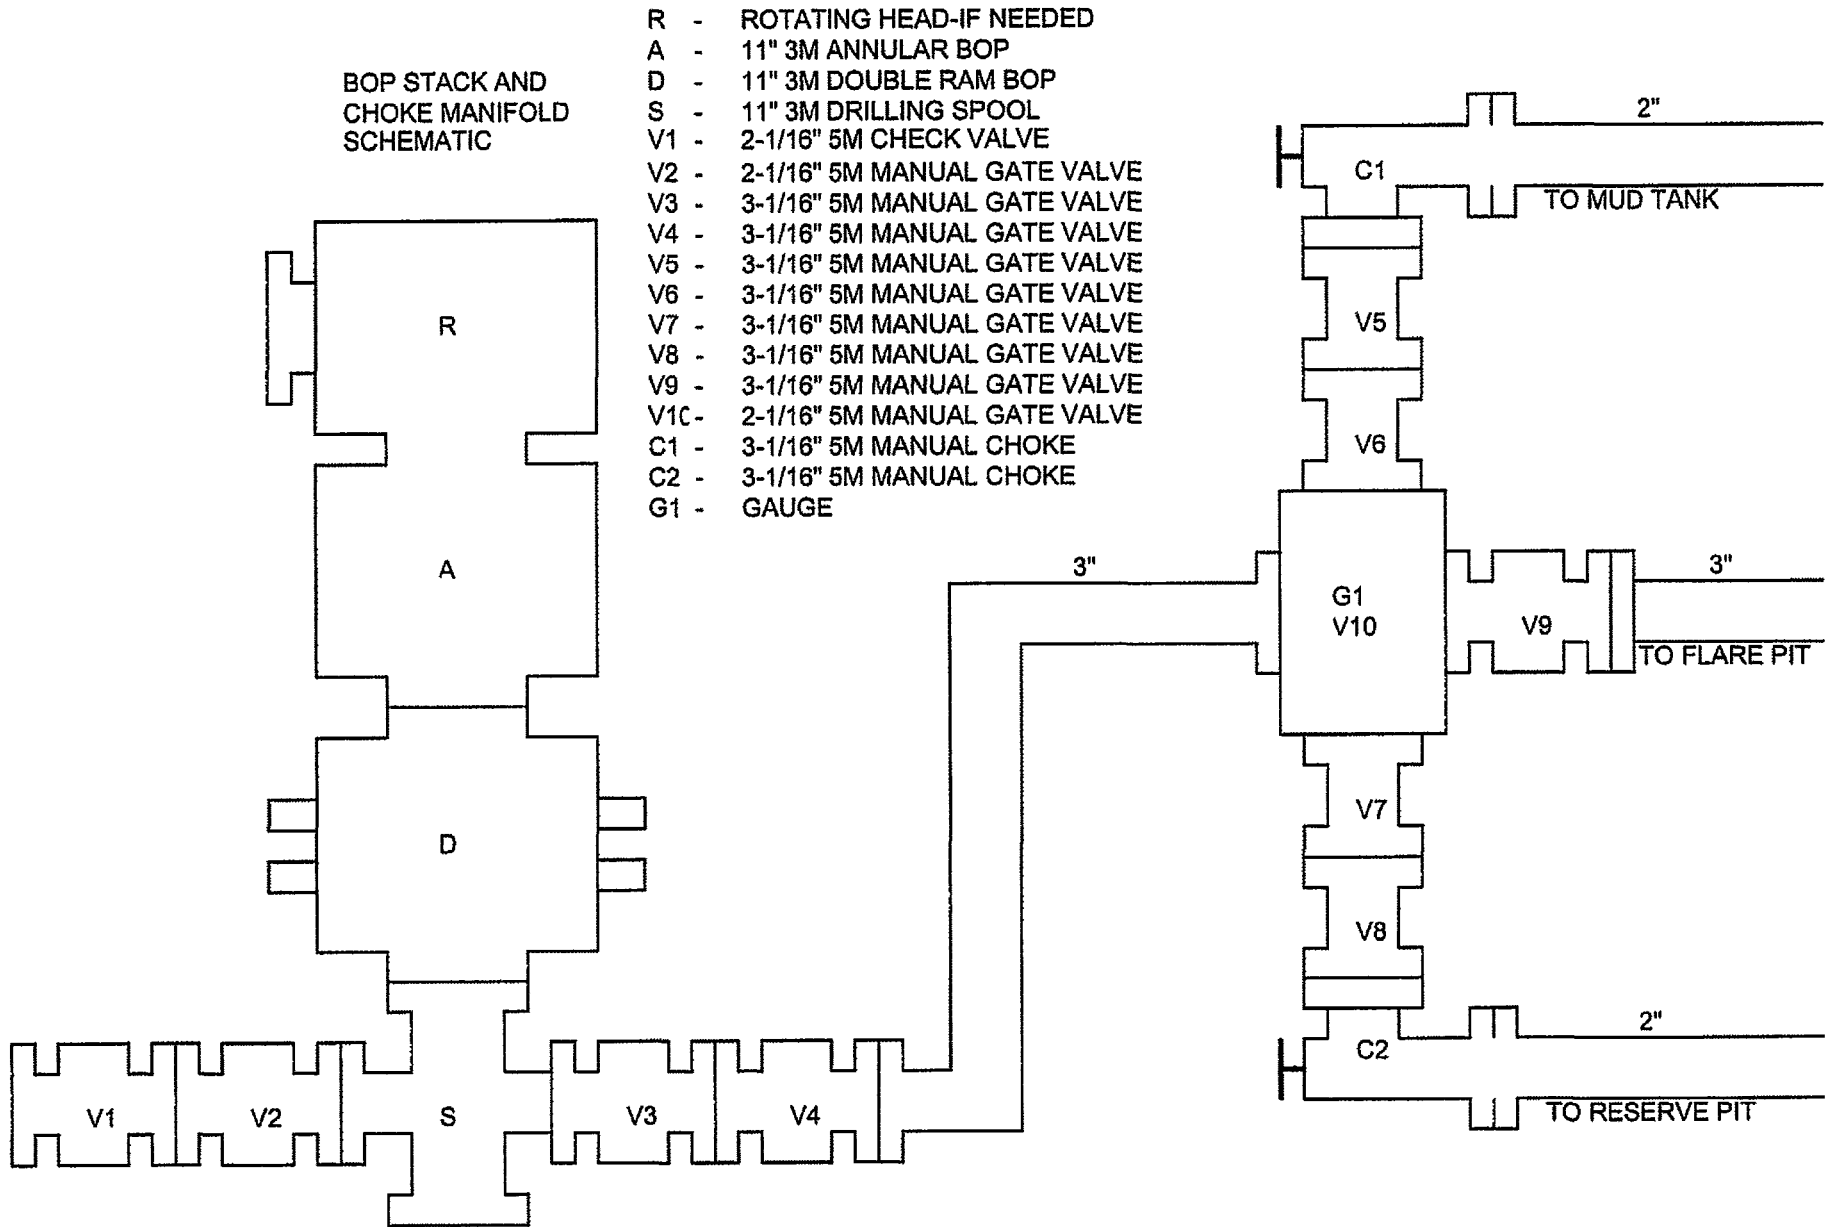 BOP STACK AND
CHOKE MANIFOLD
SCHEMATIC
R - ROTATING HEAD-IF NEEDED
A - 11" 3M ANNULAR BOP
D - 11" 3M DOUBLE RAM BOP
S - 11" 3M DRILLING SPOOL
V1 - 2-1/16" 5M CHECK VALVE
V2 - 2-1/16" 5M MANUAL GATE VALVE
V3 - 3-1/16" 5M MANUAL GATE VALVE
V4 - 3-1/16" 5M MANUAL GATE VALVE
V5 - 3-1/16" 5M MANUAL GATE VALVE
V6 - 3-1/16" 5M MANUAL GATE VALVE
V7 - 3-1/16" 5M MANUAL GATE VALVE
V8 - 3-1/16" 5M MANUAL GATE VALVE
V9 - 3-1/16" 5M MANUAL GATE VALVE
V10 - 2-1/16" 5M MANUAL GATE VALVE
C1 - 3-1/16" 5M MANUAL CHOKE
C2 - 3-1/16" 5M MANUAL CHOKE
G1 - GAUGE
R
A
D
V1
V2
S
V3
V4
3"
2"
C1
TO MUD TANK
V5
V6
G1
V10
V9
3"
TO FLARE PIT
V7
V8
2"
C2
TO RESERVE PIT